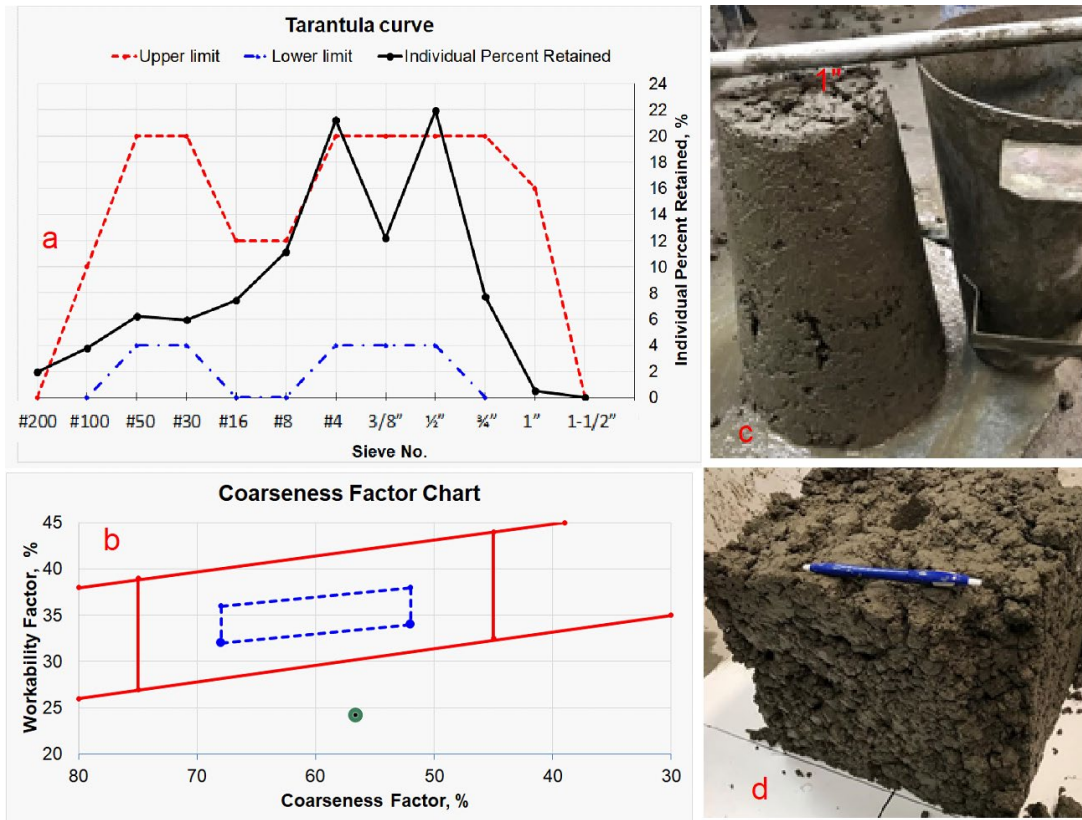 Tarantula curve
Upper limit Lower limit Individual Percent Retained
24
22
20
18
16
14
12
10
8
6
4
2
0
Individual Percent Retained, %
a
#200 #100 #50 #30 #16 #8 #4 3/8” ½” ¾” 1” 1-1/2”
Sieve No.
1"
c
Coarseness Factor Chart
b
45
40
35
30
25
20
Workability Factor, %
80 70 60 50 40 30
Coarseness Factor, %
d